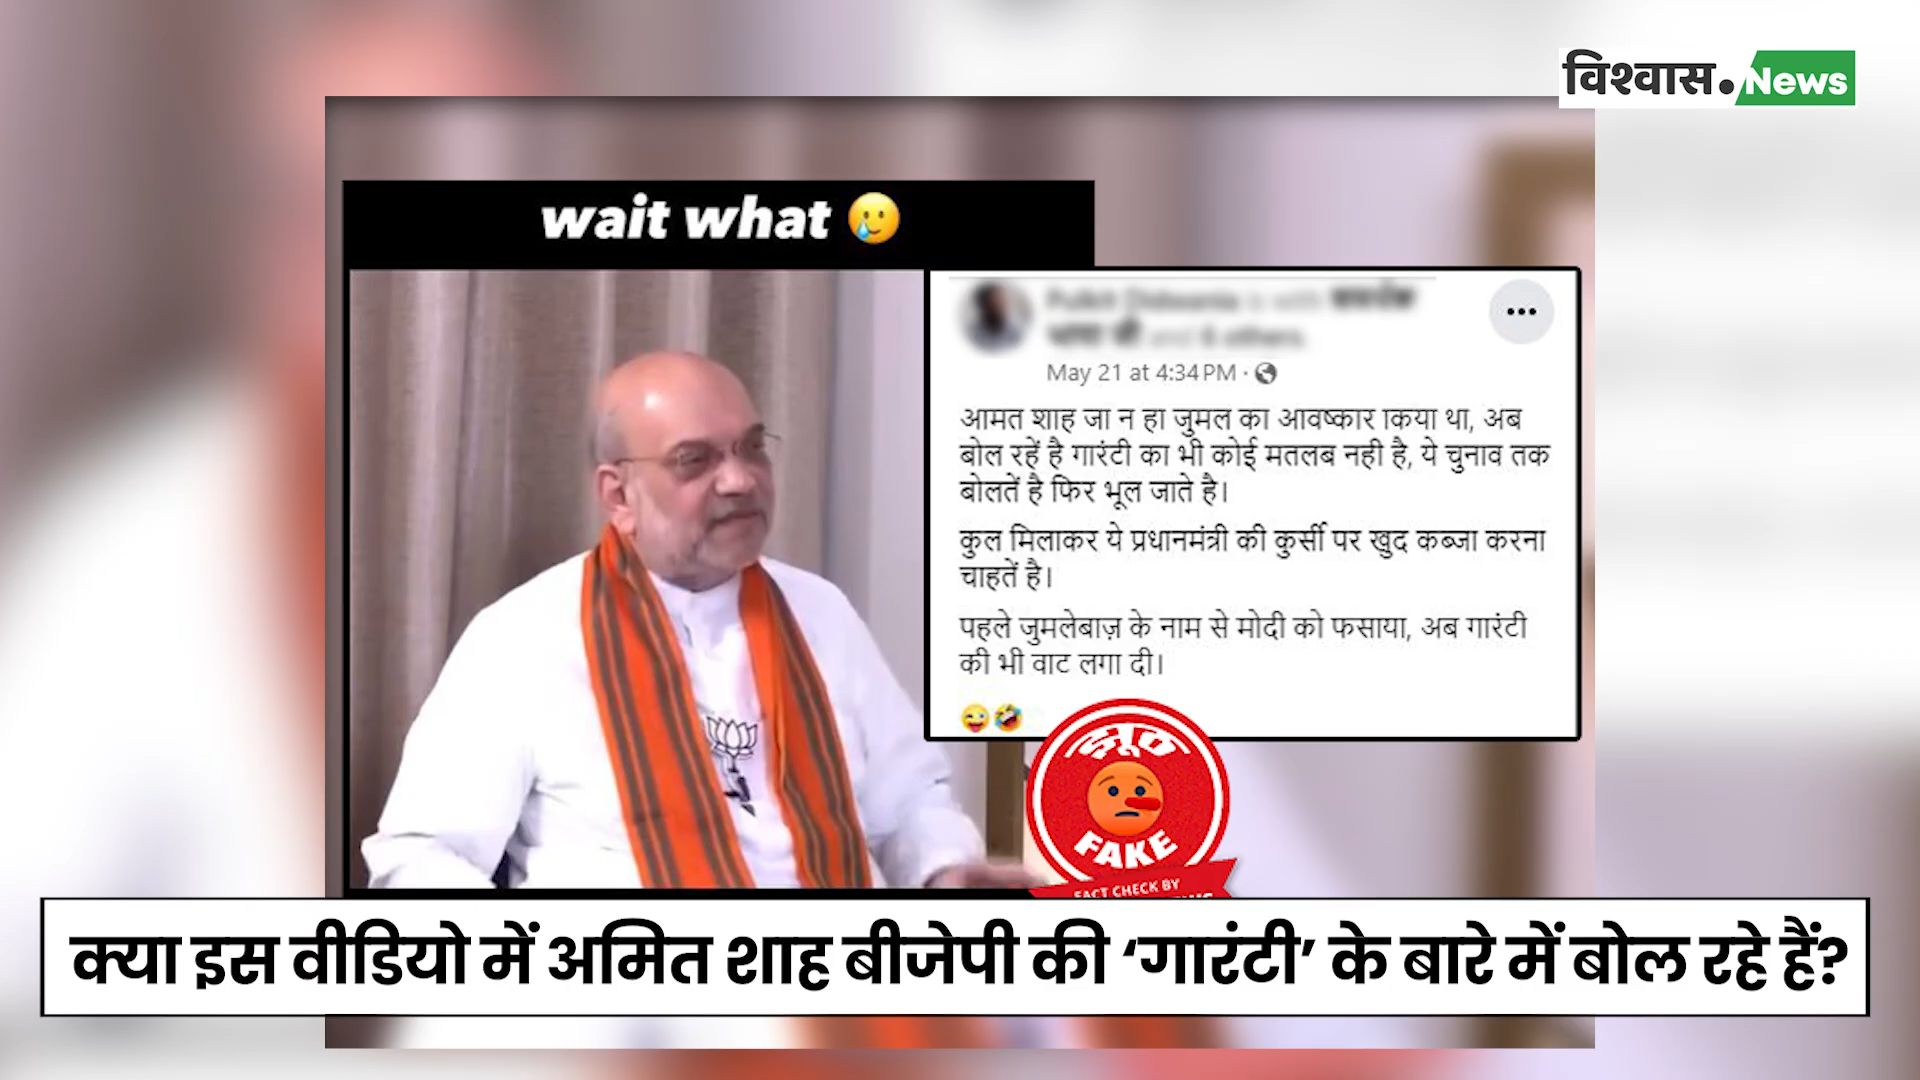 विश्वास.News
wait what
May 21 at 4:34 PM
आमत शाह जा न हा जुमल का आवष्कार किया था, अब
बोल रहें है गारंटी का भी कोई मतलब नही है, ये चुनाव तक
बोलतें है फिर भूल जाते है।
कुल मिलाकर ये प्रधानमंत्री की कुर्सी पर खुद कब्जा करना
चाहतें है।
पहले जुमलेबाज़ के नाम से मोदी को फसाया, अब गारंटी
की भी वाट लगा दी।
झूठ
FAKE
FACT CHECK BY
क्या इस वीडियो में अमित शाह बीजेपी की ‘गारंटी’ के बारे में बोल रहे हैं?